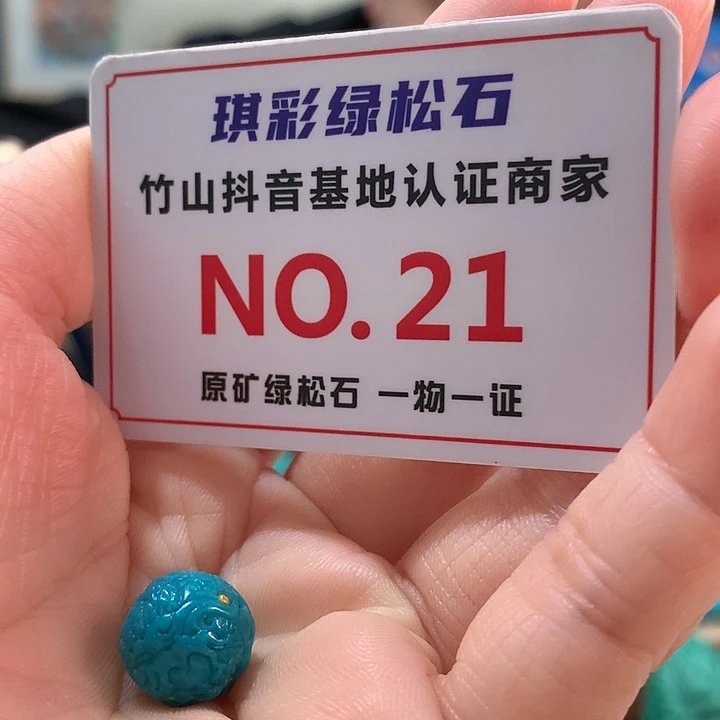 琪彩绿松石
竹山抖音基地认证商家
NO.21
原矿绿松石 一物一证